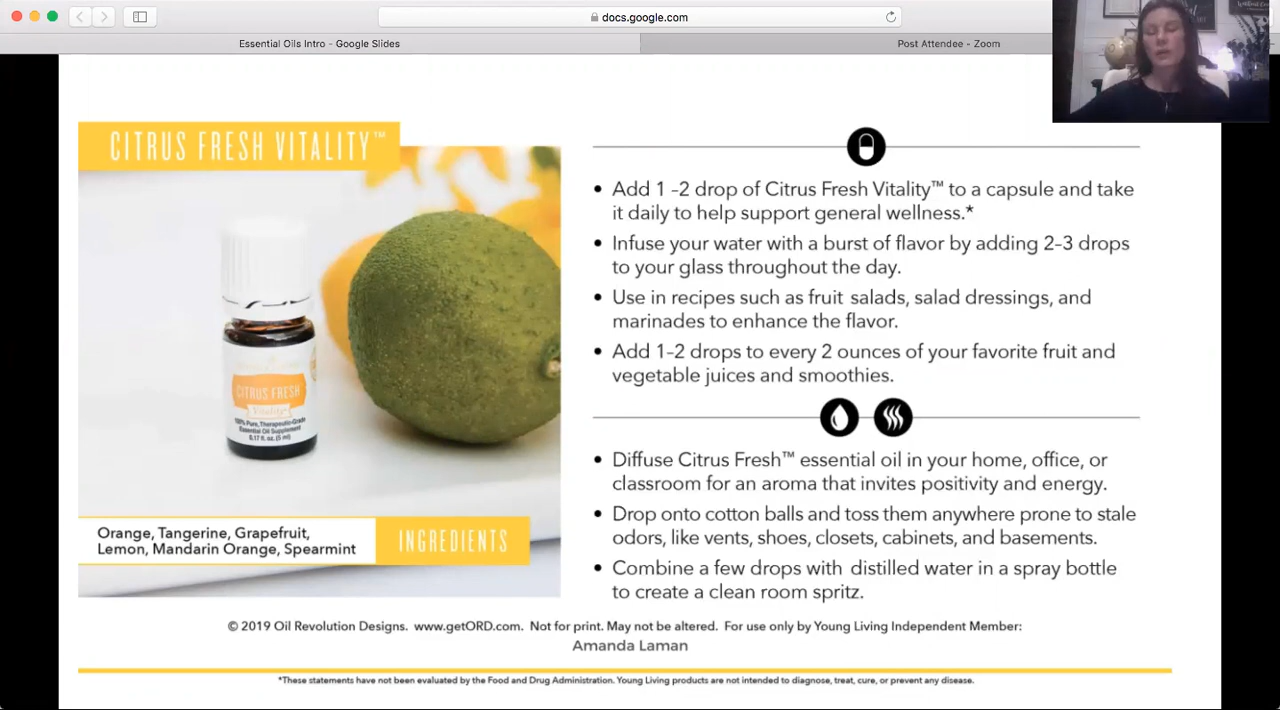 docs.google.com
Essential Oils Intro - Google Slides
Post Attendee - Zoom
CITRUS FRESH VITALITY™
CITRUS FRESH
Vitality
100% Pure, Therapeutic-Grade
Essential Oil Supplement
0.17 fl. oz. (5 ml)
Orange, Tangerine, Grapefruit,
Lemon, Mandarin Orange, Spearmint
INGREDIENTS
• Add 1 –2 drop of Citrus Fresh Vitality™ to a capsule and take
it daily to help support general wellness.*
• Infuse your water with a burst of flavor by adding 2–3 drops
to your glass throughout the day.
• Use in recipes such as fruit salads, salad dressings, and
marinades to enhance the flavor.
• Add 1–2 drops to every 2 ounces of your favorite fruit and
vegetable juices and smoothies.
• Diffuse Citrus Fresh™ essential oil in your home, office, or
classroom for an aroma that invites positivity and energy.
• Drop onto cotton balls and toss them anywhere prone to stale
odors, like vents, shoes, closets, cabinets, and basements.
• Combine a few drops with distilled water in a spray bottle
to create a clean room spritz.
© 2019 Oil Revolution Designs. www.getORD.com. Not for print. May not be altered. For use only by Young Living Independent Member:
Amanda Laman
*These statements have not been evaluated by the Food and Drug Administration. Young Living products are not intended to diagnose, treat, cure, or prevent any disease.